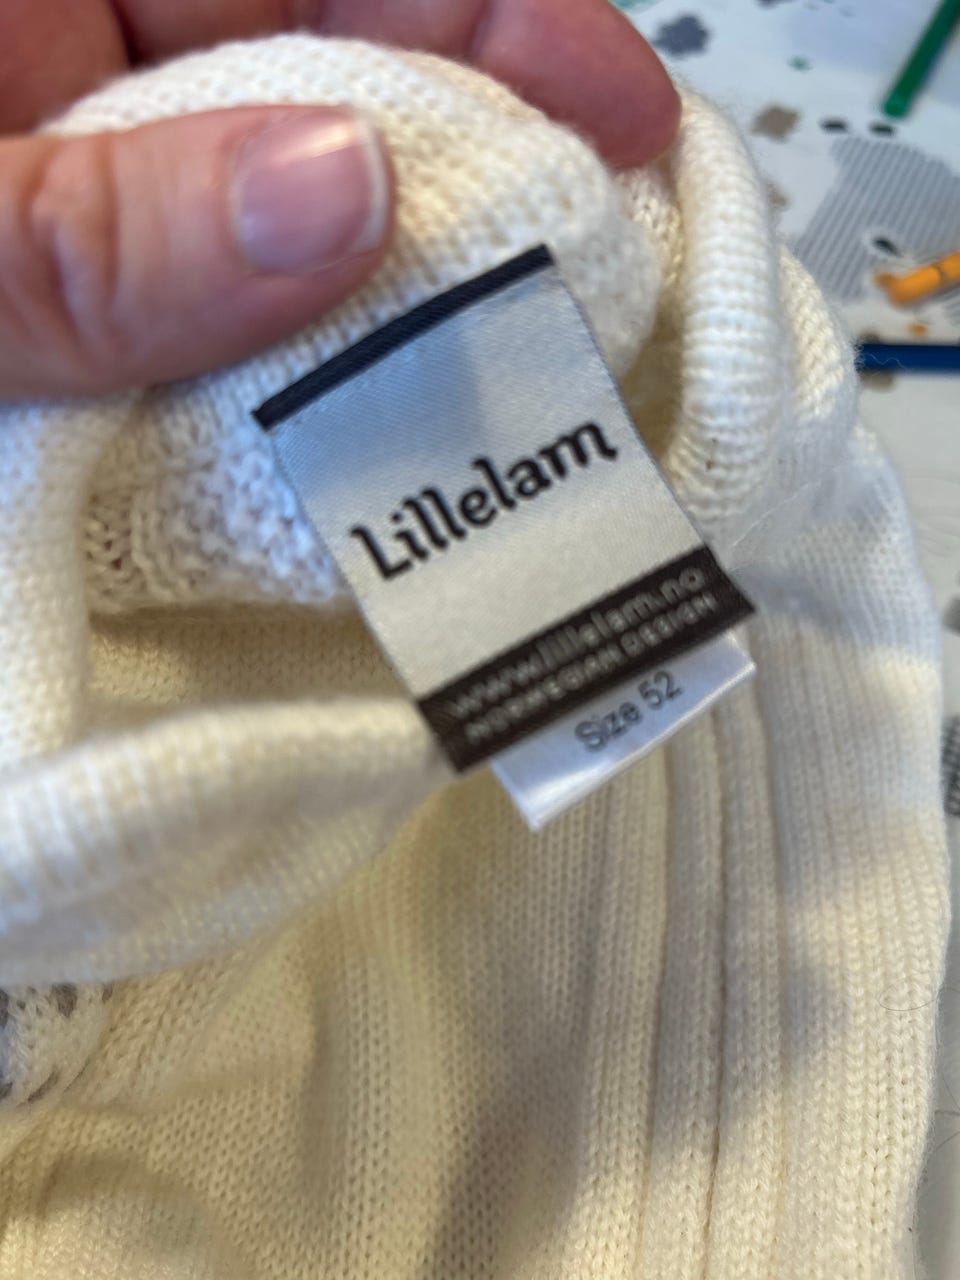 Lillelam
www.lillelam.no
NORWEGIAN DESIGN
Size 52